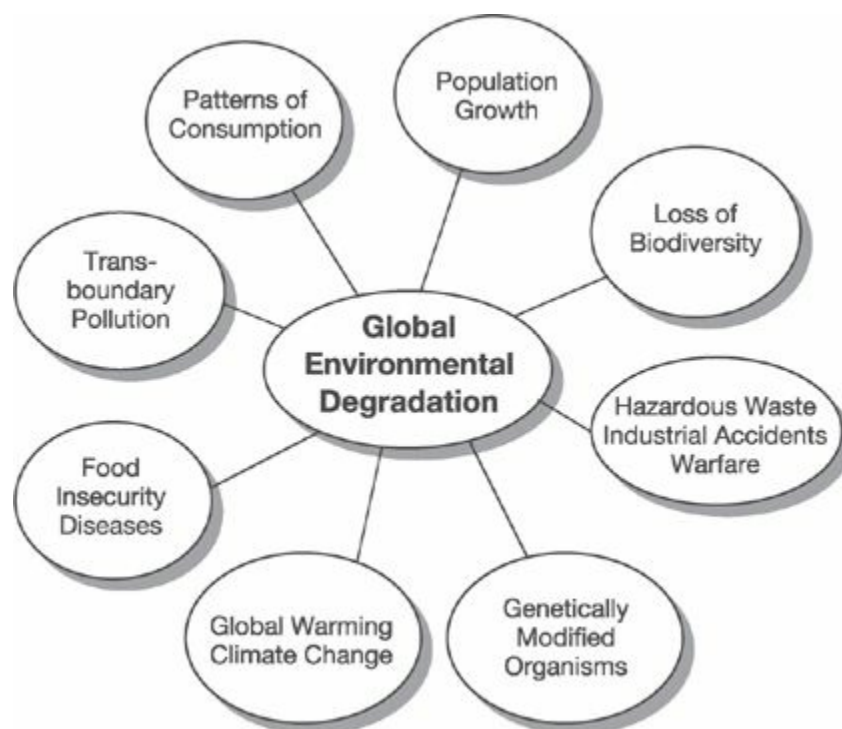 Patterns of
Consumption
Population
Growth
Loss of
Biodiversity
Trans-
boundary
Pollution
Global
Environmental
Degradation
Hazardous Waste
Industrial Accidents
Warfare
Food
Insecurity
Diseases
Global Warming
Climate Change
Genetically
Modified
Organisms